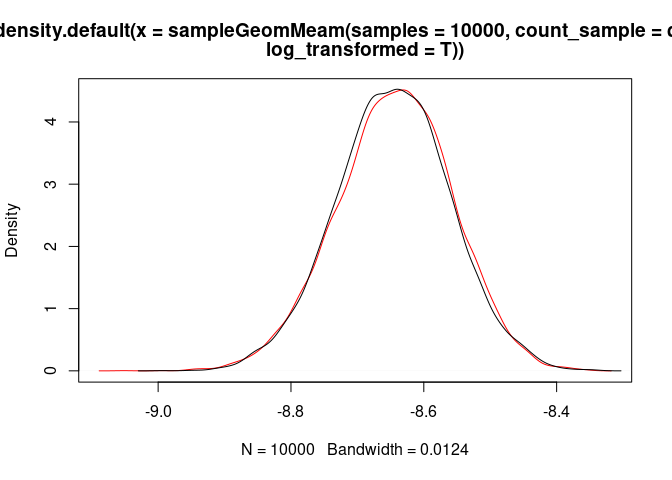 density.default(x = sampleGeomMeam(samples = 10000, count_sample = c
log_transformed = T))
Density
4
3
2
1
0
-9.0 -8.8 -8.6 -8.4
N = 10000 Bandwidth = 0.0124